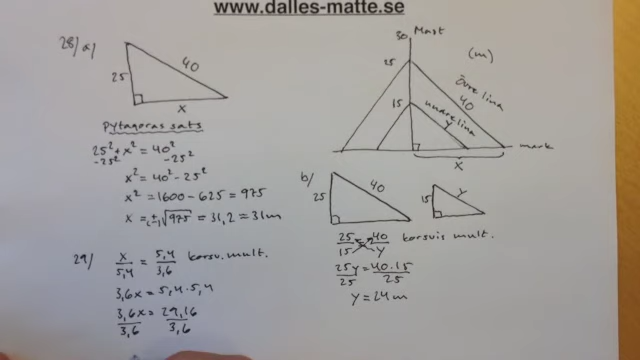 www.dalles-matte.se
28/a)
25
40
x
Pytagoras sats
25² + x² = 40²
-25² -25²
x² = 40² - 25²
x² = 1600 - 625 = 975
x = ±√975 = 31,2 = 31m
30 Mast
25
15
(m)
övre lina
40
undre lina
y
mark
x
b/
25
40
15
y
25/15 = 40/y korsvis mult.
25y/25 = 40·15/25
y = 24m
29/
x/5,4 = 5,4/3,6 korsv. mult.
3,6x = 5,4·5,4
3,6x/3,6 = 29,16/3,6